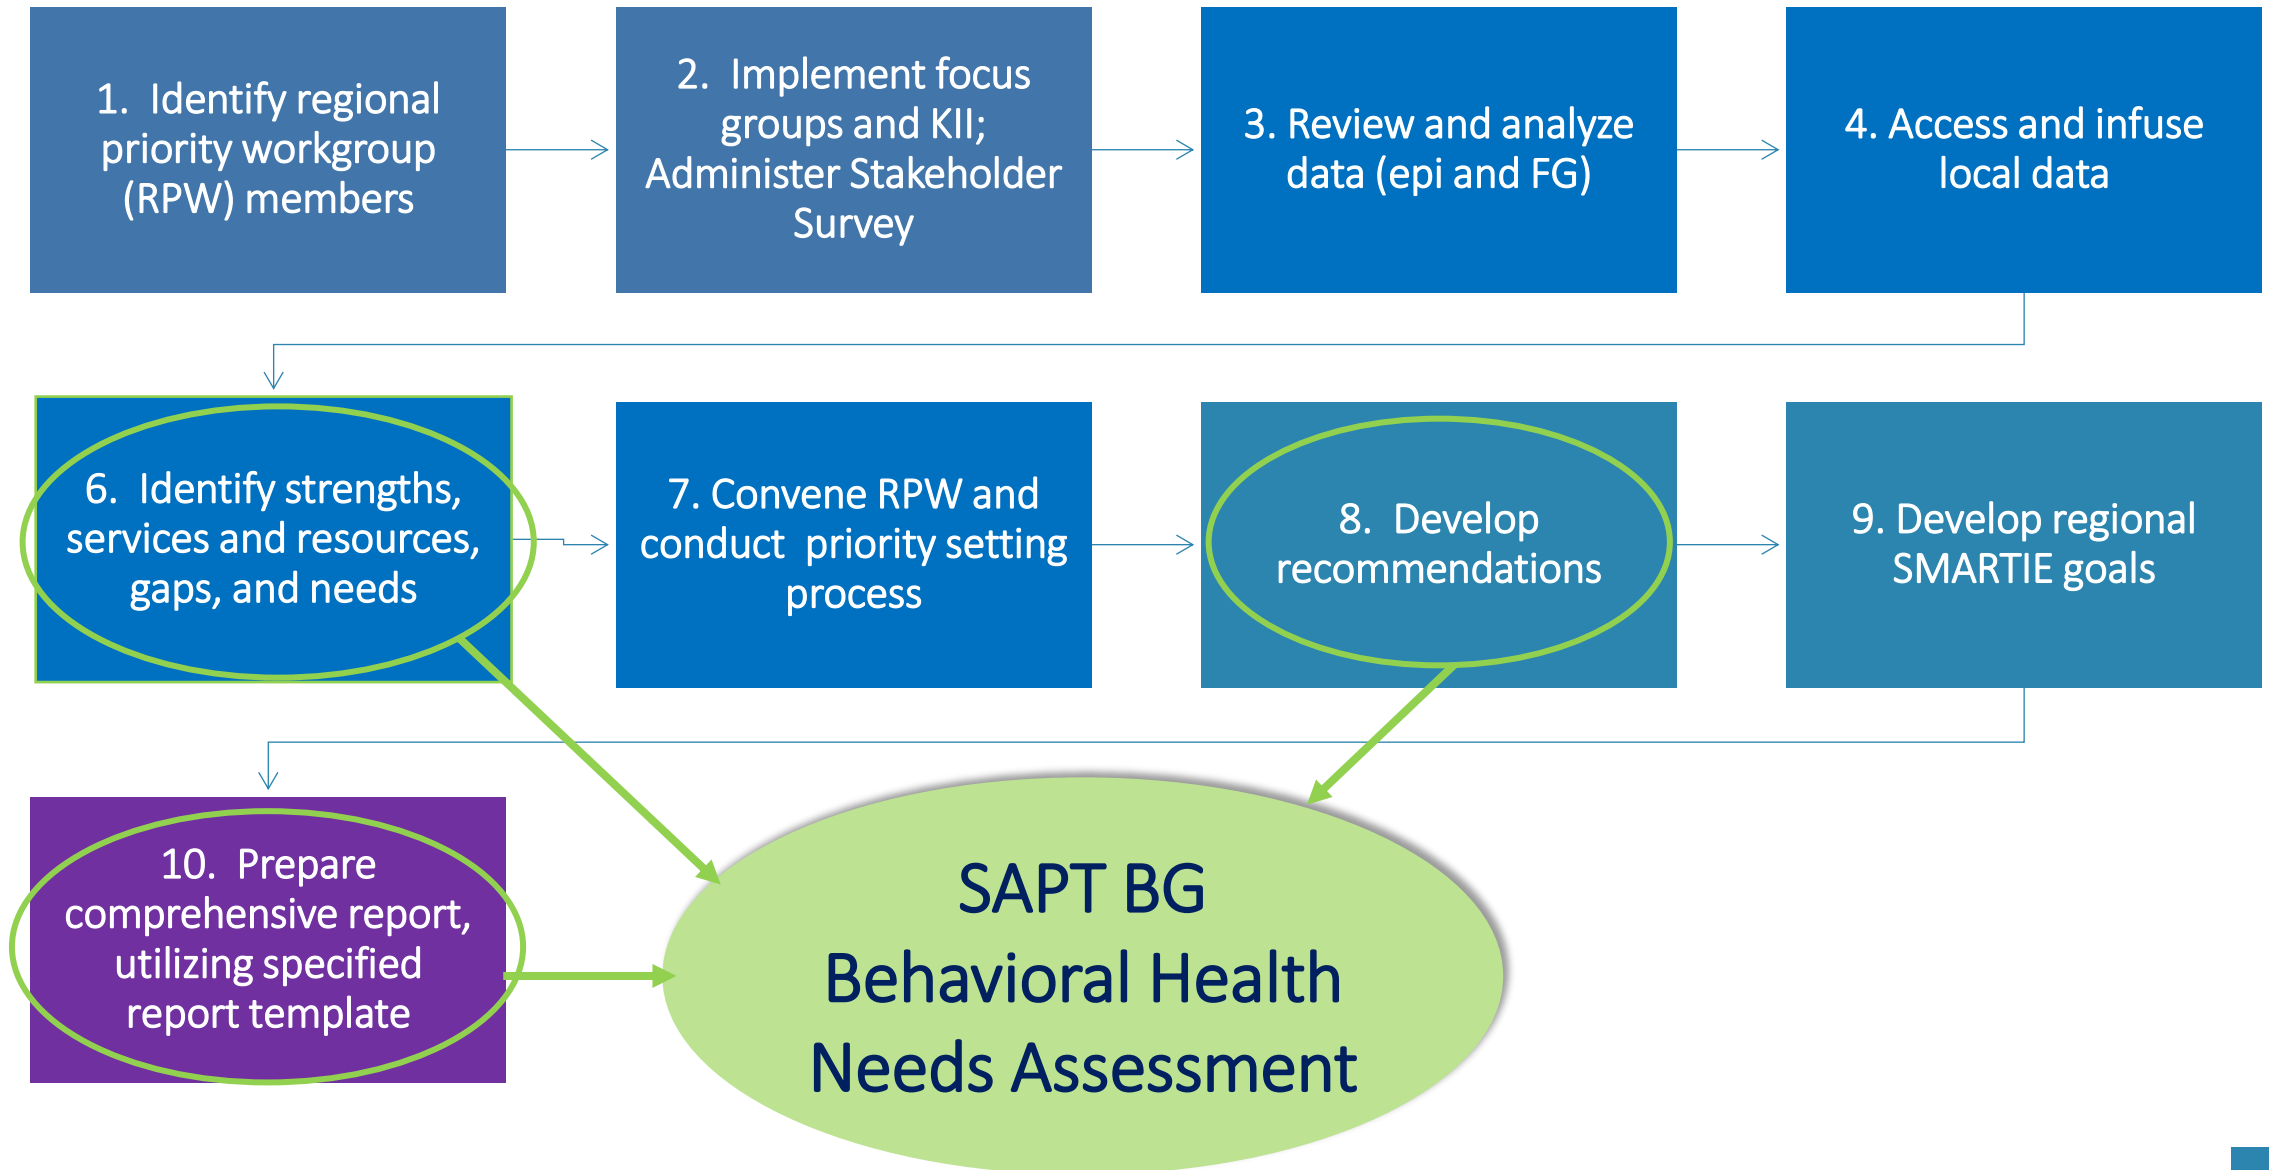 1. Identify regional
priority workgroup
(RPW) members
2. Implement focus
groups and KII;
Administer Stakeholder
Survey
3. Review and analyze
data (epi and FG)
4. Access and infuse
local data
6. Identify strengths,
services and resources,
gaps, and needs
7. Convene RPW and
conduct priority setting
process
8. Develop
recommendations
9. Develop regional
SMARTIE goals
10. Prepare
comprehensive report,
utilizing specified
report template
SAPT BG
Behavioral Health
Needs Assessment